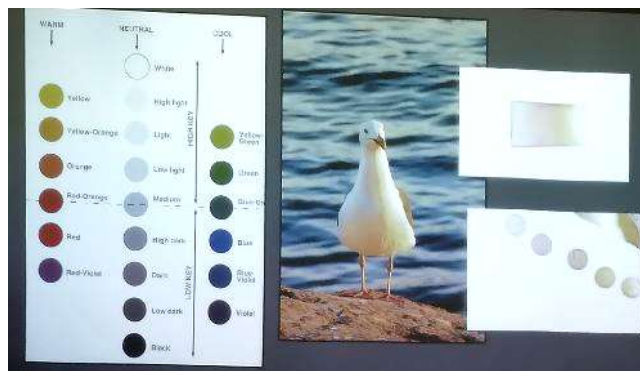 WARM
NEUTRAL
COOL
White
Yellow
High light
Yellow-Orange
Light
Yellow-Green
HIGH KEY
Orange
Low light
Green
Red-Orange
Medium
Red
High dark
Blue
Red-Violet
Dark
Blue-Violet
LOW KEY
Low dark
Violet
Black